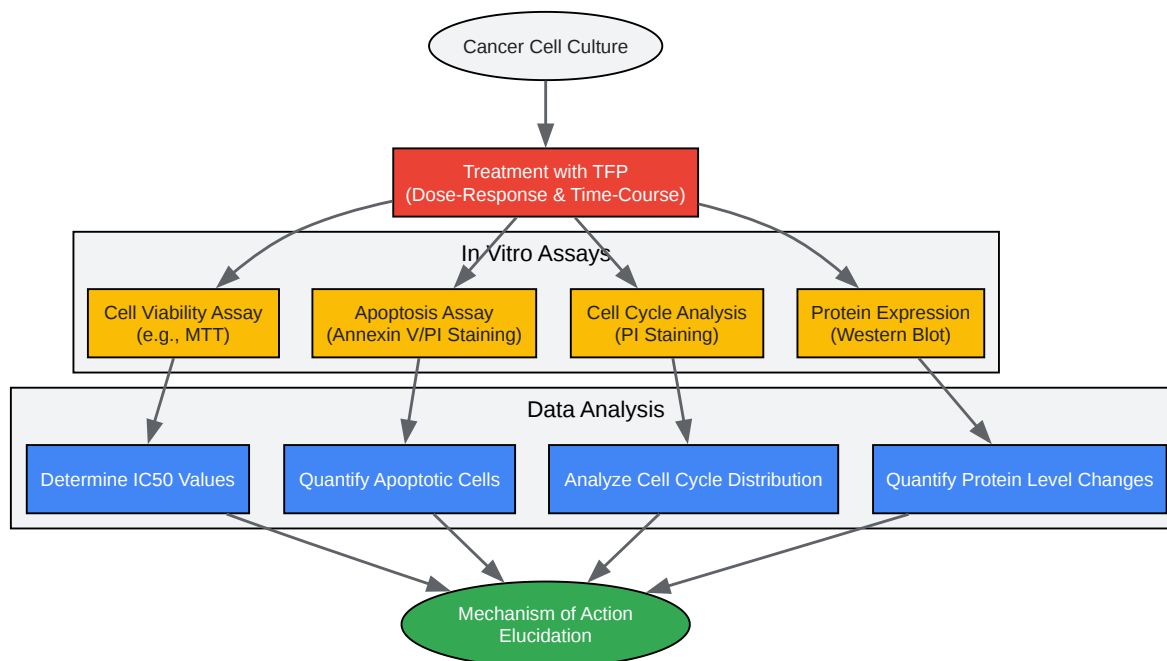 Cancer Cell Culture
Treatment with TFP
(Dose-Response & Time-Course)
In Vitro Assays
Cell Viability Assay
(e.g., MTT)
Apoptosis Assay
(Annexin V/PI Staining)
Cell Cycle Analysis
(PI Staining)
Protein Expression
(Western Blot)
Data Analysis
Determine IC50 Values
Quantify Apoptotic Cells
Analyze Cell Cycle Distribution
Quantify Protein Level Changes
Mechanism of Action
Elucidation